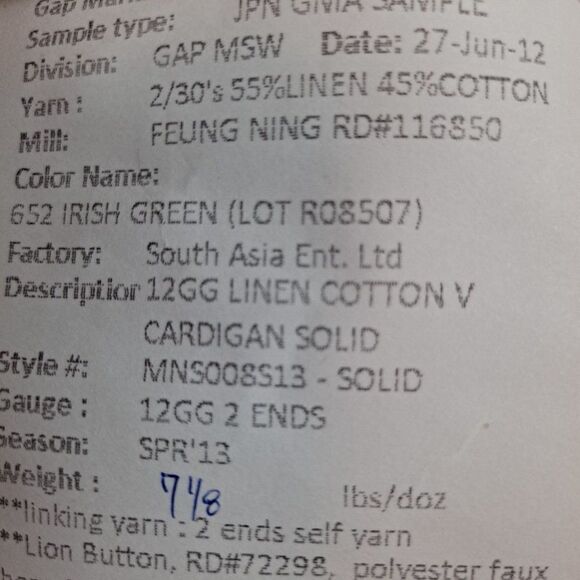 Gap
Sample type: JPN GMA SAMPLE
Division: GAP MSW Date: 27-Jun-12
Yarn : 2/30's 55%LINEN 45%COTTON
Mill: FEUNG NING RD#116850
Color Name:
652 IRISH GREEN (LOT R08507)
Factory: South Asia Ent. Ltd
Description 12GG LINEN COTTON V
CARDIGAN SOLID
Style #: MNS008S13 - SOLID
Gauge : 12GG 2 ENDS
Season: SPR'13
Weight : 7 1/8 lbs/doz
**linking yarn : 2 ends self yarn
**Lion Button, RD#72298, polyester faux